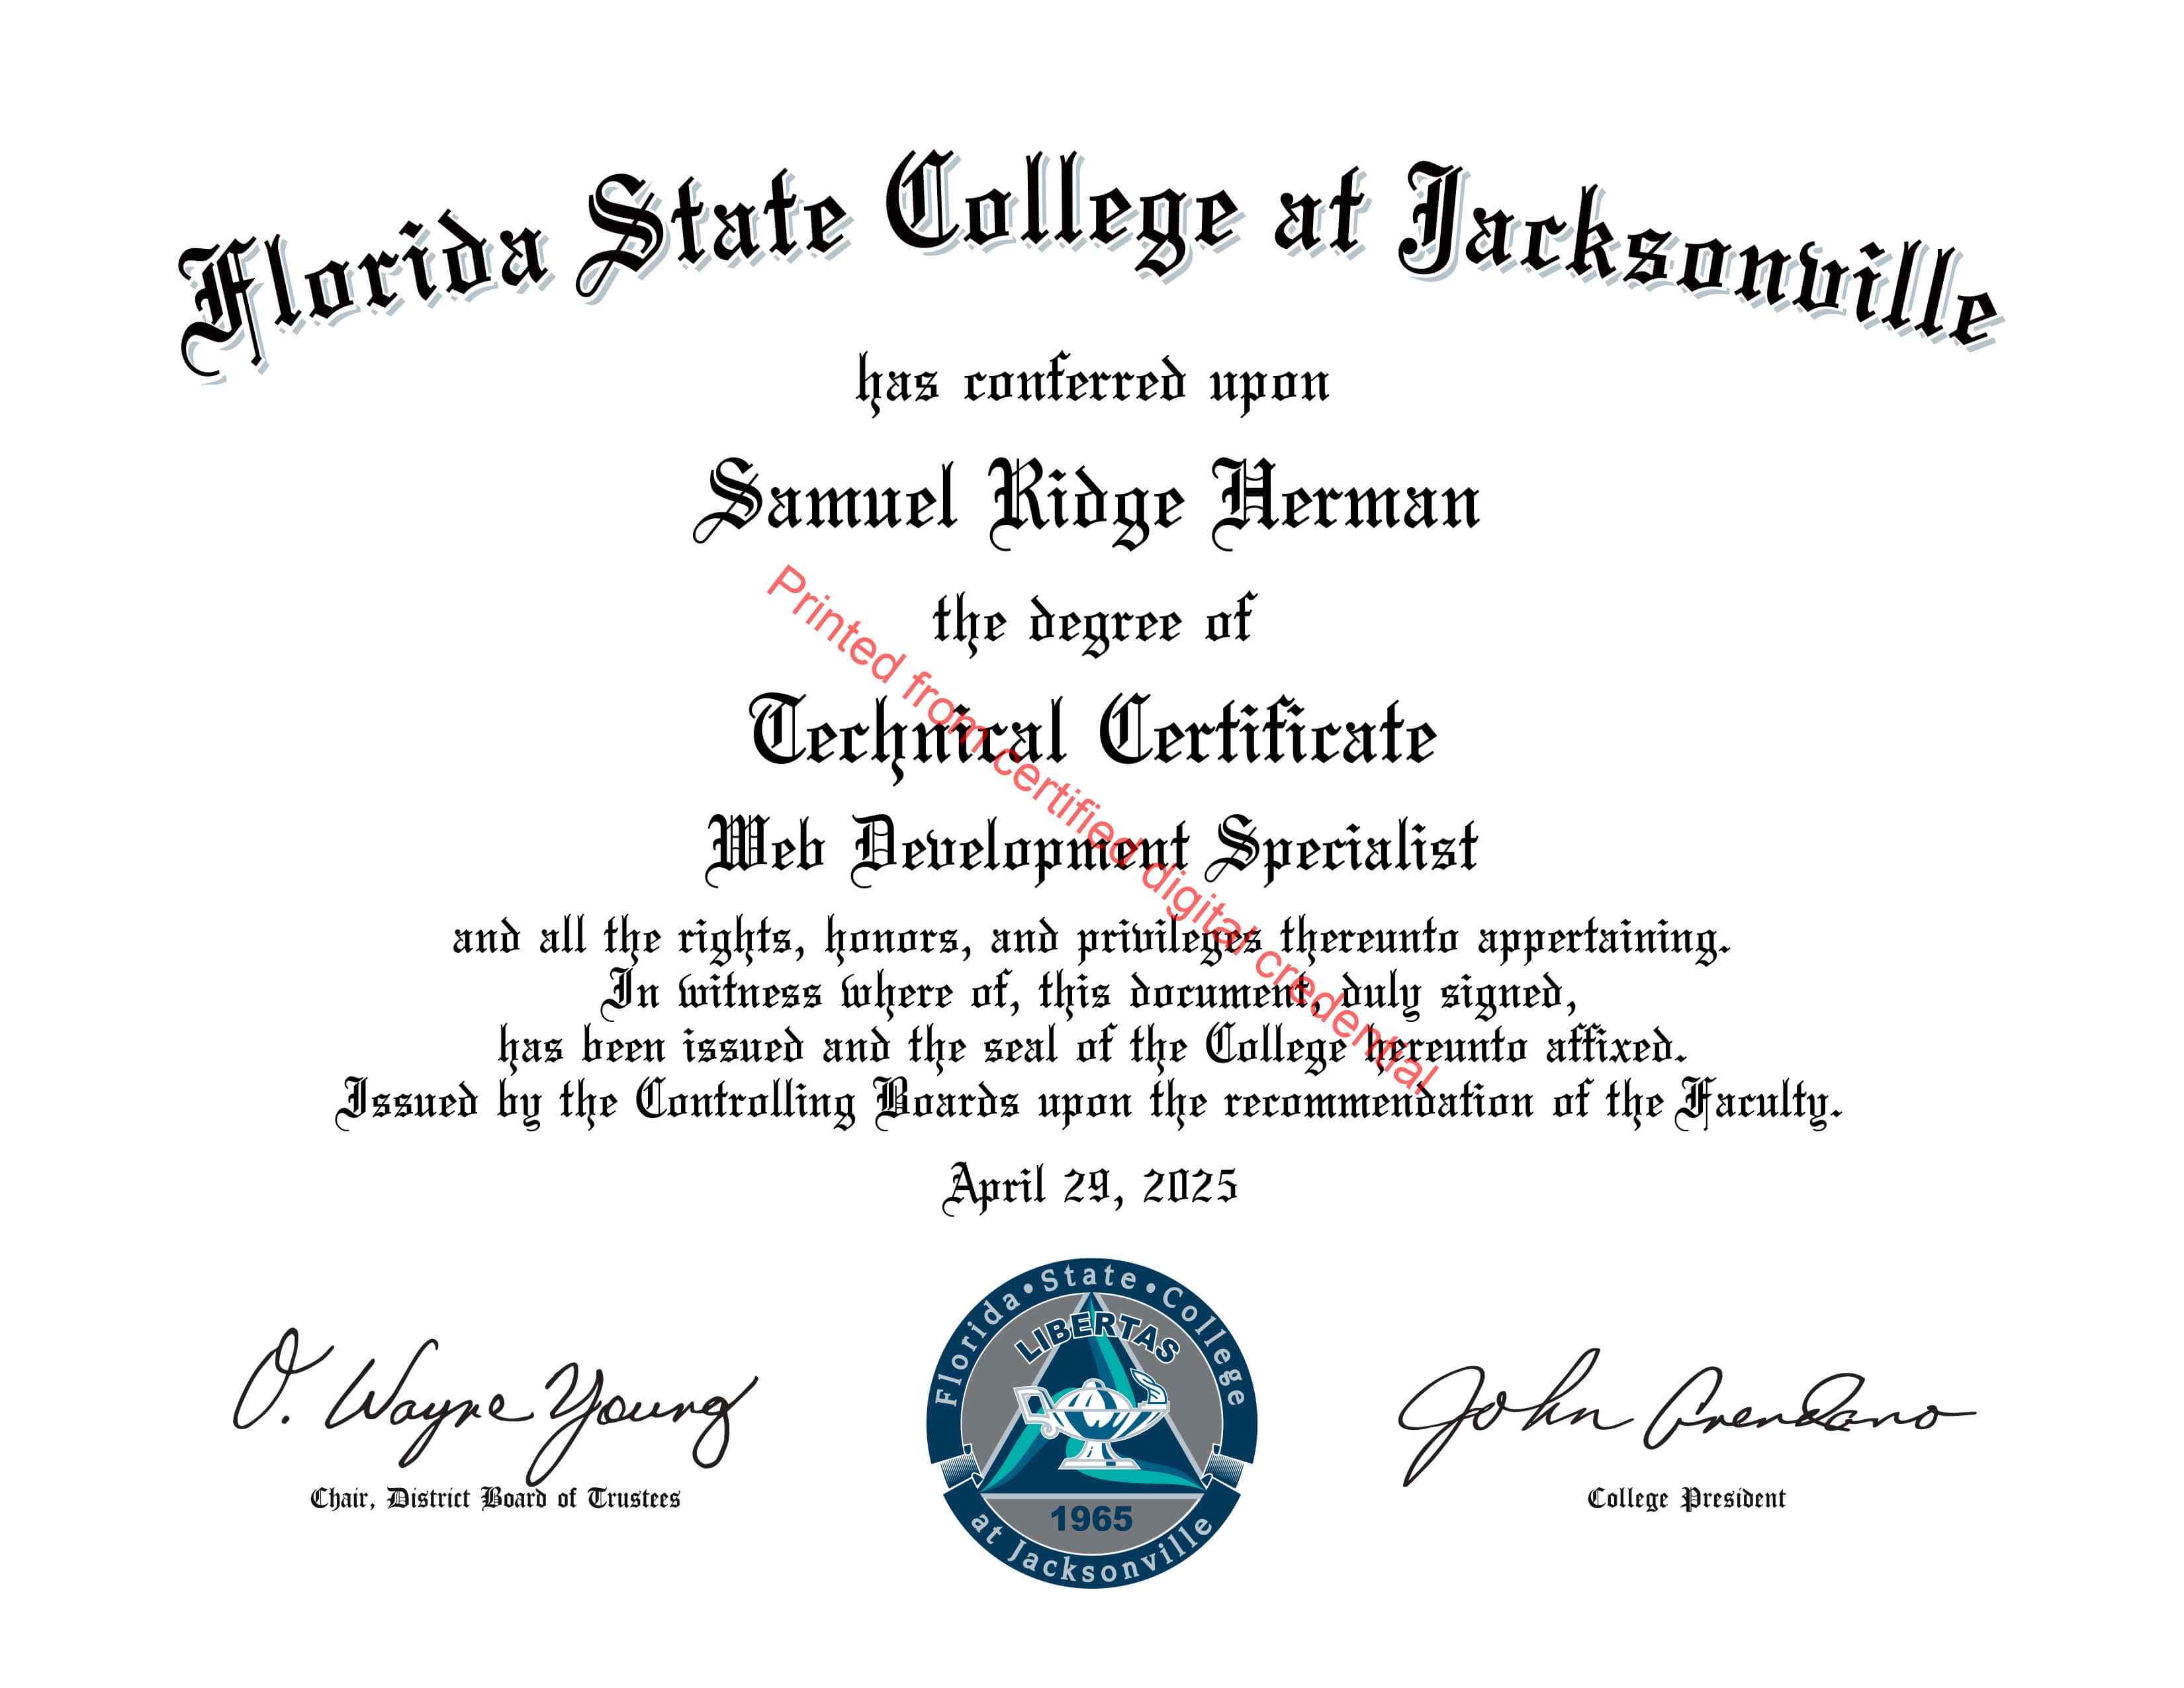 Florida State College at Jacksonville
has conferred upon
Samuel Ridge Herman
the degree of
Technical Certificate
Web Development Specialist
and all the rights, honors, and privileges thereunto appertaining.
In witness where of, this document, duly signed,
has been issued and the seal of the College hereunto affixed.
Issued by the Controlling Boards upon the recommendation of the Faculty.
April 29, 2025
Printed from certified digital credential
O. Wayne Young
Chair, District Board of Trustees
Florida • State • College
LIBERTAS
1965
at Jacksonville
John Avendano
College President